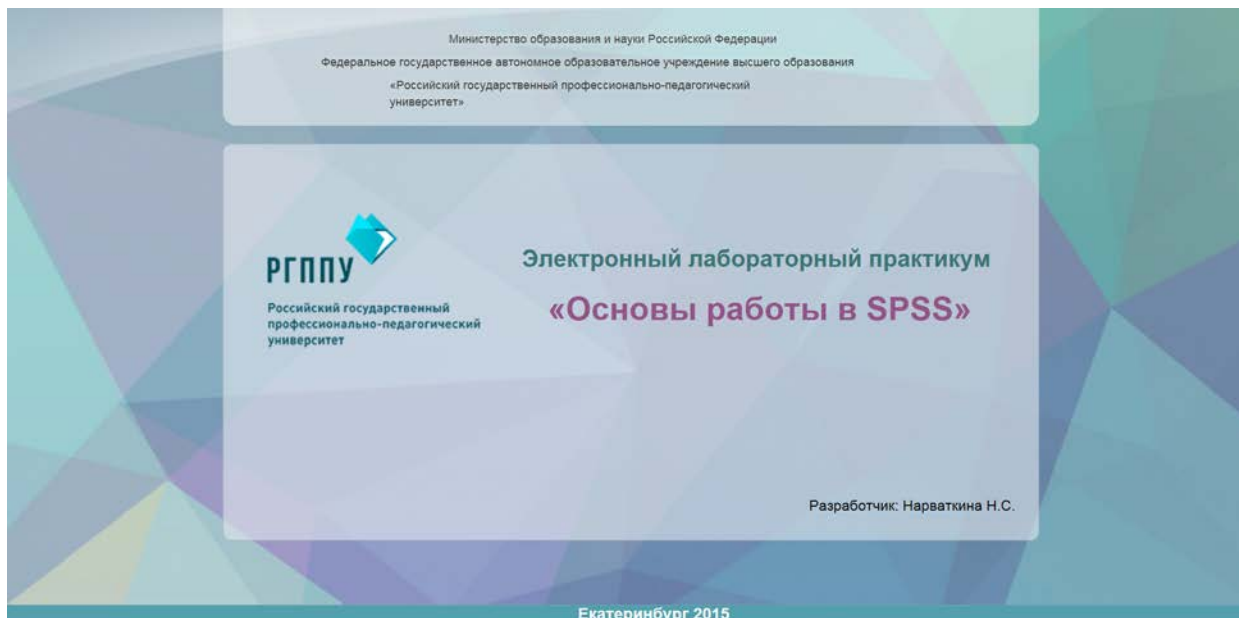 Министерство образования и науки Российской Федерации
Федеральное государственное автономное образовательное учреждение высшего образования
«Российский государственный профессионально-педагогический
университет»
РГППУ
Российский государственный
профессионально-педагогический
университет
Электронный лабораторный практикум
«Основы работы в SPSS»
Разработчик: Нарваткина Н.С.
Екатеринбург 2015